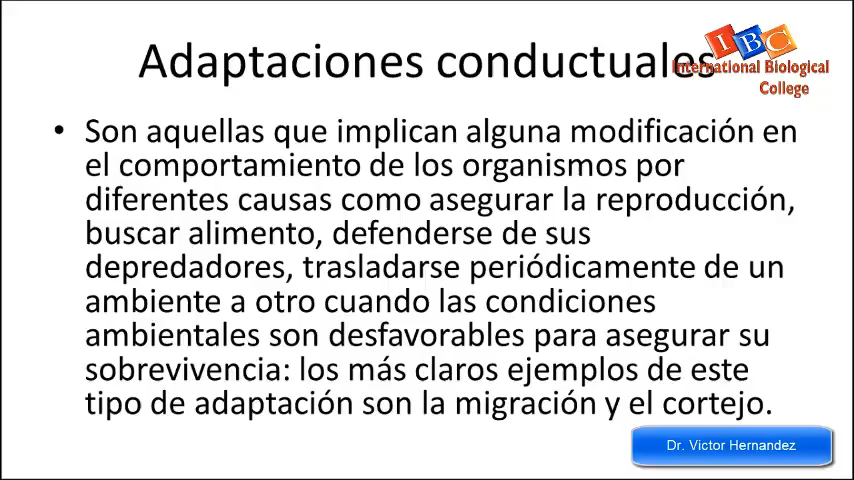 Adaptaciones conductuales
IBC
International Biological
College
• Son aquellas que implican alguna modificación en
el comportamiento de los organismos por
diferentes causas como asegurar la reproducción,
buscar alimento, defenderse de sus
depredadores, trasladarse periódicamente de un
ambiente a otro cuando las condiciones
ambientales son desfavorables para asegurar su
sobrevivencia: los más claros ejemplos de este
tipo de adaptación son la migración y el cortejo.
Dr. Victor Hernandez